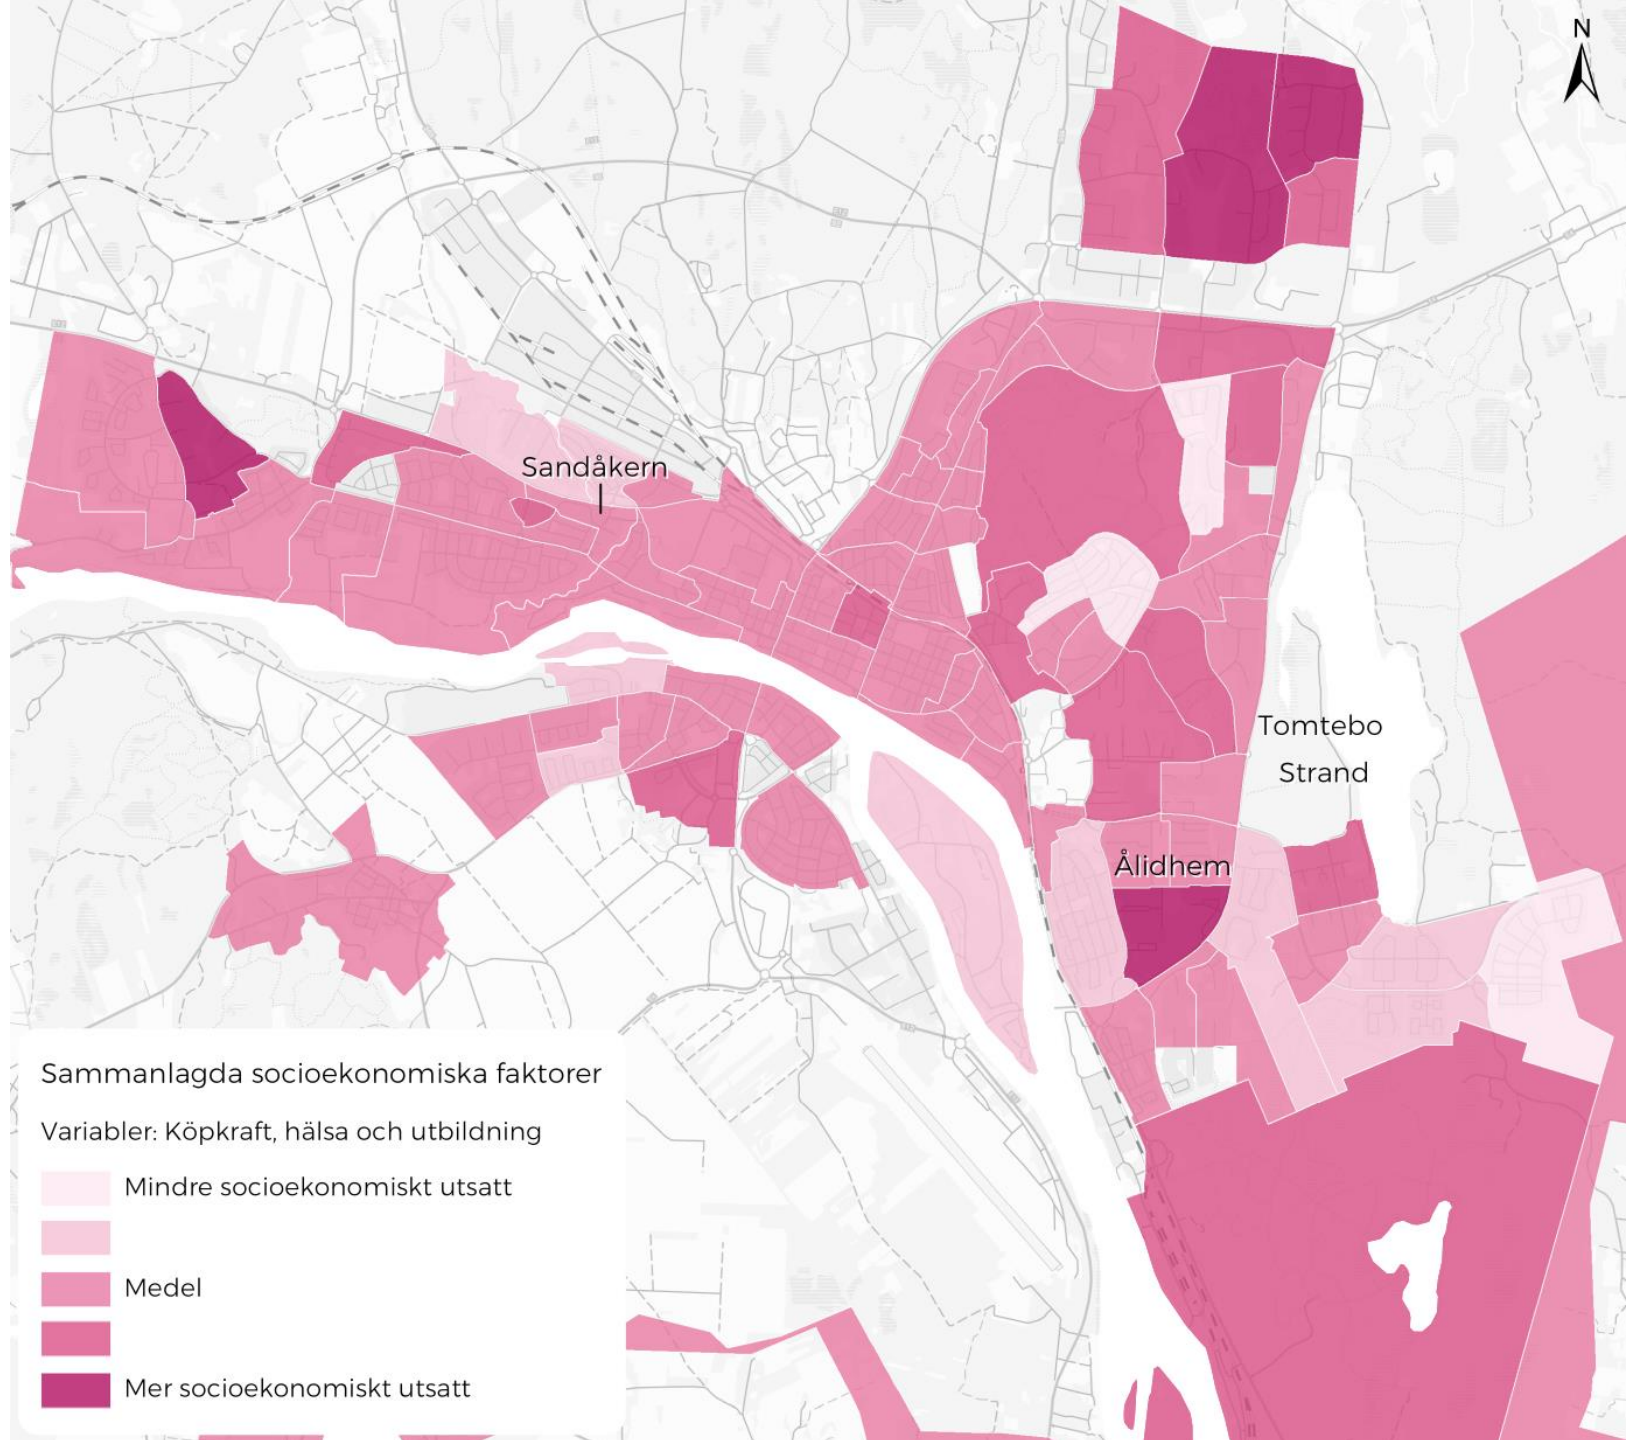 N
Sandåkern
Tomtebo
Strand
Ålidhem
Sammanlagda socioekonomiska faktorer
Variabler: Köpkraft, hälsa och utbildning
Mindre socioekonomiskt utsatt
Medel
Mer socioekonomiskt utsatt